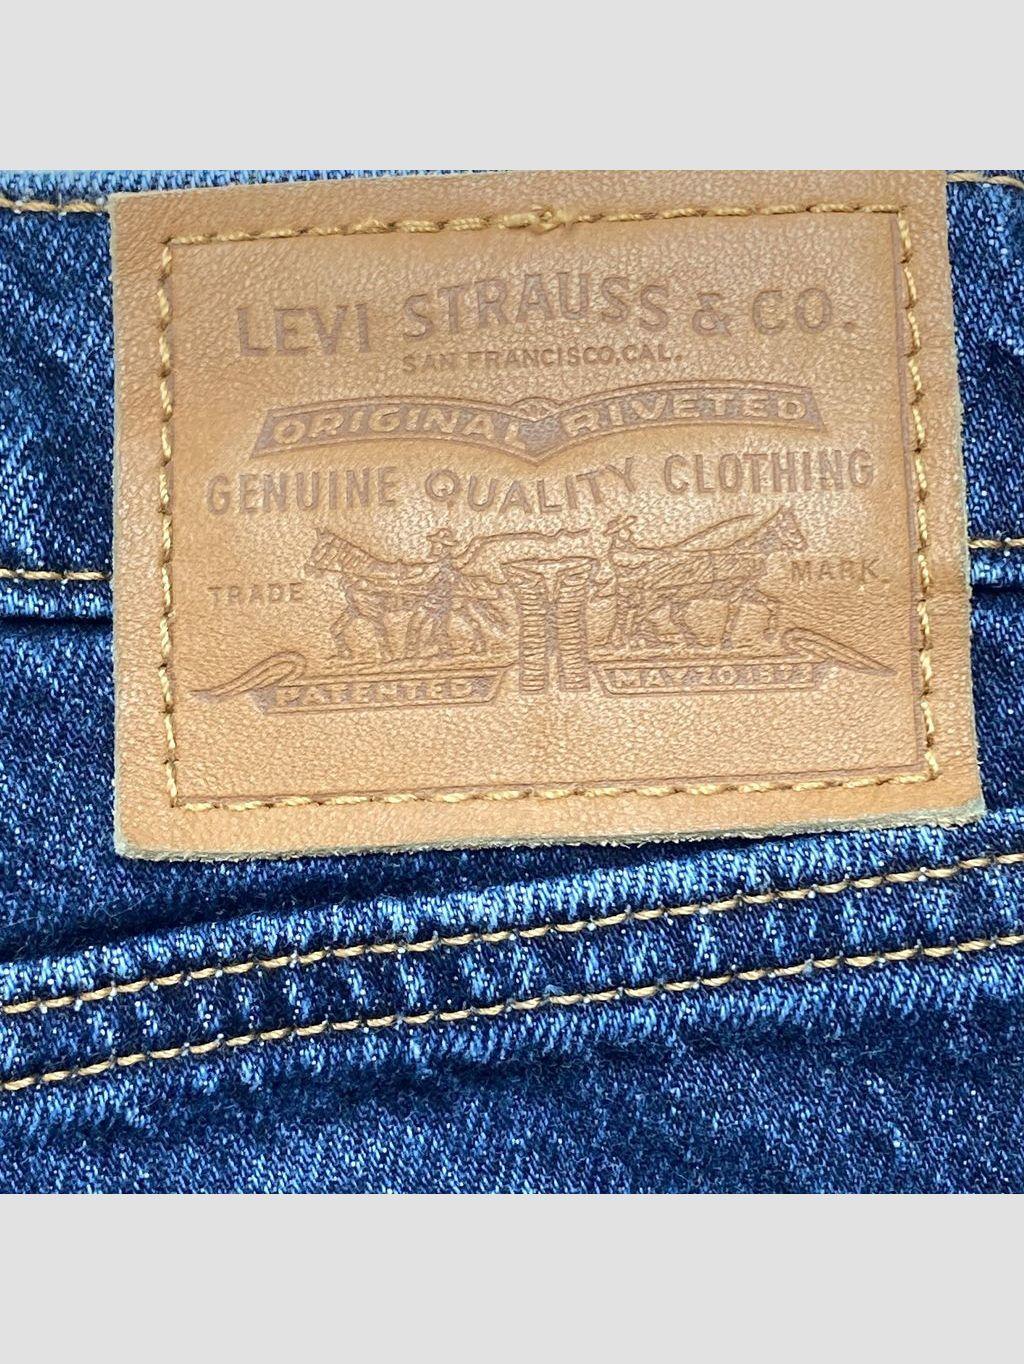 LEVI STRAUSS & CO.
SAN FRANCISCO, CAL.
ORIGINAL RIVETED
GENUINE QUALITY CLOTHING
TRADE MARK
PATENTED MAY 20 1873